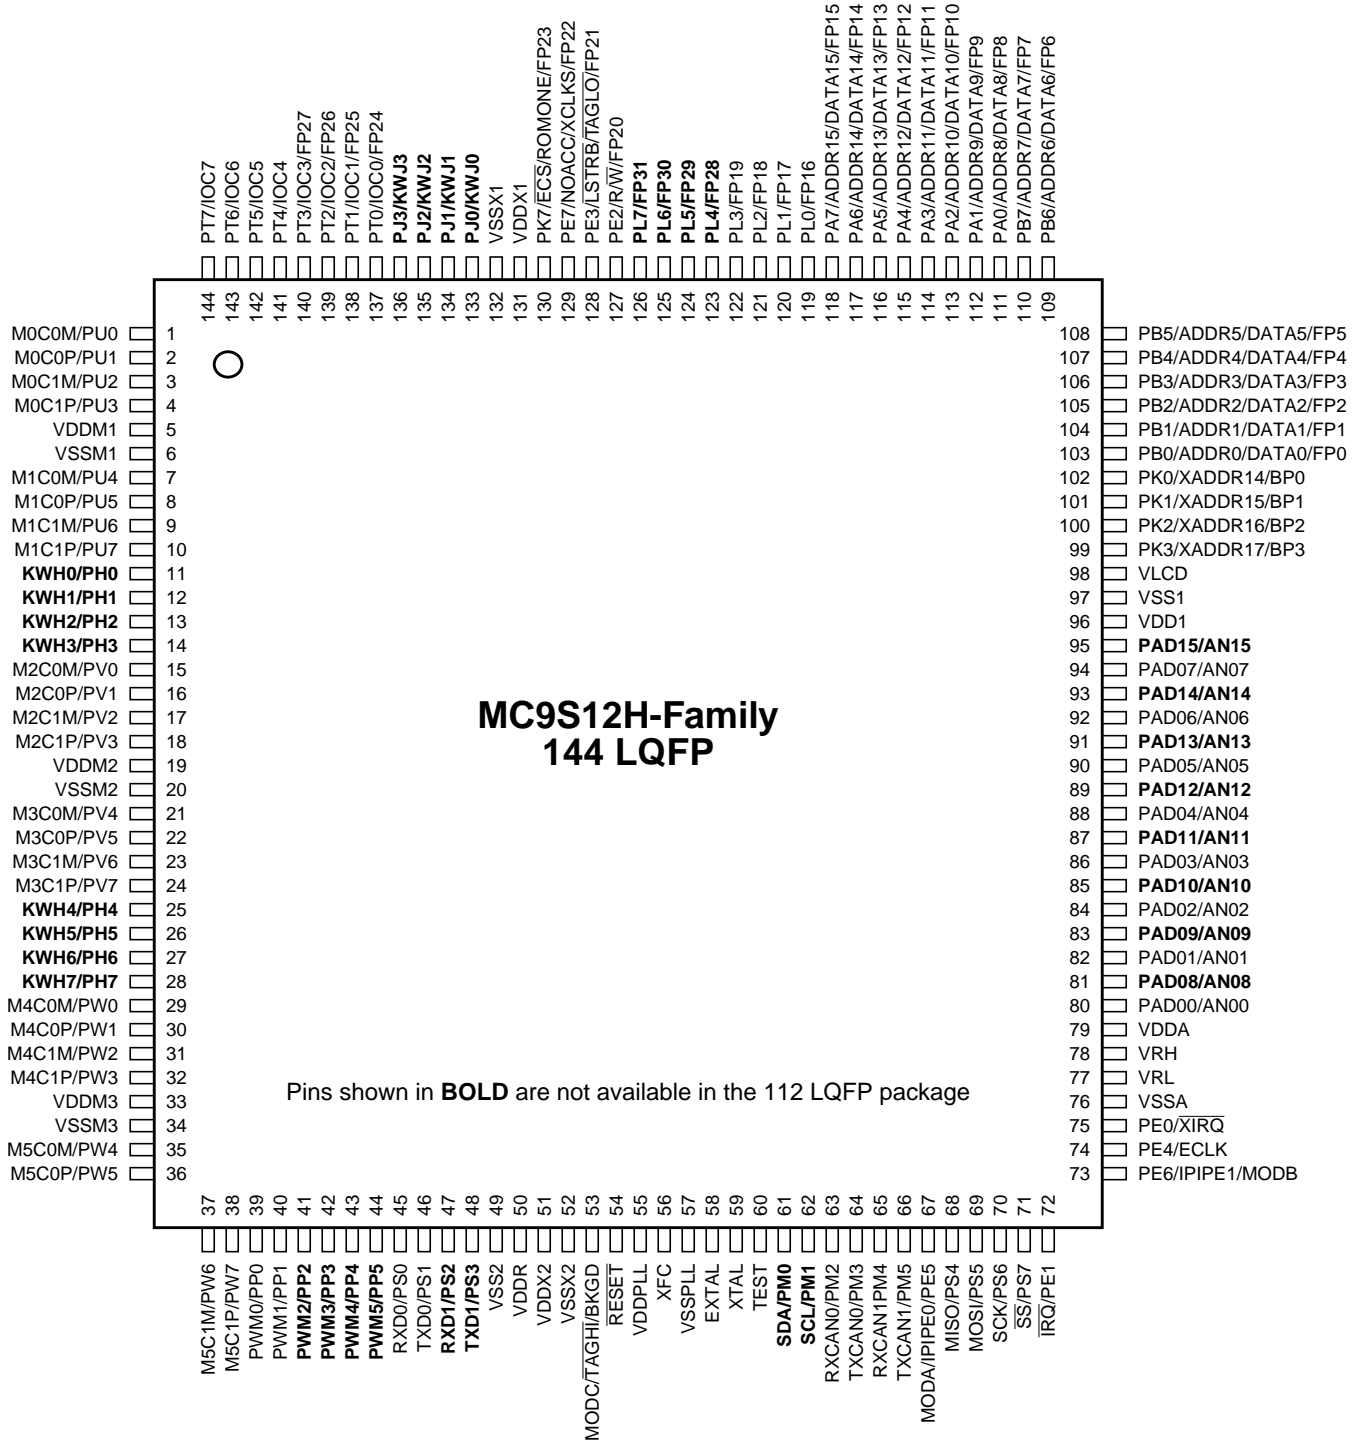 PT7/IOC7
PT6/IOC6
PT5/IOC5
PT4/IOC4
PT3/IOC3/FP27
PT2/IOC2/FP26
PT1/IOC1/FP25
PT0/IOC0/FP24
PJ3/KWJ3
PJ2/KWJ2
PJ1/KWJ1
PJ0/KWJ0
VSSX1
VDDX1
PK7/ECS/ROMONE/FP23
PE7/NOACC/XCLKS/FP22
PE3/LSTRB/TAGLO/FP21
PE2/R/W/FP20
PL7/FP31
PL6/FP30
PL5/FP29
PL4/FP28
PL3/FP19
PL2/FP18
PL1/FP17
PL0/FP16
PA7/ADDR15/DATA15/FP15
PA6/ADDR14/DATA14/FP14
PA5/ADDR13/DATA13/FP13
PA4/ADDR12/DATA12/FP12
PA3/ADDR11/DATA11/FP11
PA2/ADDR10/DATA10/FP10
PA1/ADDR9/DATA9/FP9
PA0/ADDR8/DATA8/FP8
PB7/ADDR7/DATA7/FP7
PB6/ADDR6/DATA6/FP6
144
143
142
141
140
139
138
137
136
135
134
133
132
131
130
129
128
127
126
125
124
123
122
121
120
119
118
117
116
115
114
113
112
111
110
109
M0C0M/PU0 1
M0C0P/PU1 2
M0C1M/PU2 3
M0C1P/PU3 4
VDDM1 5
VSSM1 6
M1C0M/PU4 7
M1C0P/PU5 8
M1C1M/PU6 9
M1C1P/PU7 10
KWH0/PH0 11
KWH1/PH1 12
KWH2/PH2 13
KWH3/PH3 14
M2C0M/PV0 15
M2C0P/PV1 16
M2C1M/PV2 17
M2C1P/PV3 18
VDDM2 19
VSSM2 20
M3C0M/PV4 21
M3C0P/PV5 22
M3C1M/PV6 23
M3C1P/PV7 24
KWH4/PH4 25
KWH5/PH5 26
KWH6/PH6 27
KWH7/PH7 28
M4C0M/PW0 29
M4C0P/PW1 30
M4C1M/PW2 31
M4C1P/PW3 32
VDDM3 33
VSSM3 34
M5C0M/PW4 35
M5C0P/PW5 36
MC9S12H-Family
144 LQFP
Pins shown in BOLD are not available in the 112 LQFP package
108 PB5/ADDR5/DATA5/FP5
107 PB4/ADDR4/DATA4/FP4
106 PB3/ADDR3/DATA3/FP3
105 PB2/ADDR2/DATA2/FP2
104 PB1/ADDR1/DATA1/FP1
103 PB0/ADDR0/DATA0/FP0
102 PK0/XADDR14/BP0
101 PK1/XADDR15/BP1
100 PK2/XADDR16/BP2
99 PK3/XADDR17/BP3
98 VLCD
97 VSS1
96 VDD1
95 PAD15/AN15
94 PAD07/AN07
93 PAD14/AN14
92 PAD06/AN06
91 PAD13/AN13
90 PAD05/AN05
89 PAD12/AN12
88 PAD04/AN04
87 PAD11/AN11
86 PAD03/AN03
85 PAD10/AN10
84 PAD02/AN02
83 PAD09/AN09
82 PAD01/AN01
81 PAD08/AN08
80 PAD00/AN00
79 VDDA
78 VRH
77 VRL
76 VSSA
75 PE0/XIRQ
74 PE4/ECLK
73 PE6/IPIPE1/MODB
37
38
39
40
41
42
43
44
45
46
47
48
49
50
51
52
53
54
55
56
57
58
59
60
61
62
63
64
65
66
67
68
69
70
71
72
M5C1M/PW6
M5C1P/PW7
PWM0/PP0
PWM1/PP1
PWM2/PP2
PWM3/PP3
PWM4/PP4
PWM5/PP5
RXD0/PS0
TXD0/PS1
RXD1/PS2
TXD1/PS3
VSS2
VDDR
VDDX2
VSSX2
MODC/TAGHI/BKGD
RESET
VDDPLL
XFC
VSSPLL
EXTAL
XTAL
TEST
SDA/PM0
SCL/PM1
RXCAN0/PM2
TXCAN0/PM3
RXCAN1PM4
TXCAN1/PM5
MODA/IPIPE0/PE5
MISO/PS4
MOSI/PS5
SCK/PS6
SS/PS7
IRQ/PE1